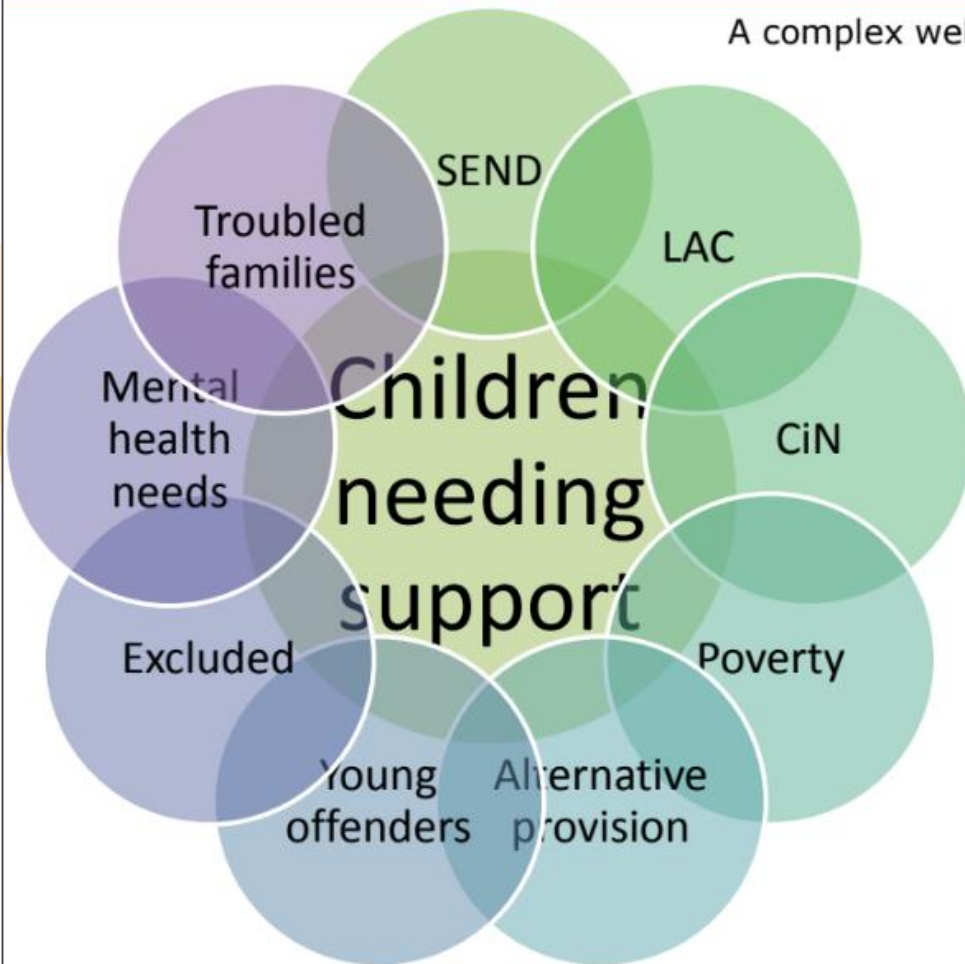 A complex we
SEND
LAC
CiN
Poverty
Alternative
provision
Young
offenders
Excluded
Mental
health
needs
Troubled
families
Children
needing
support